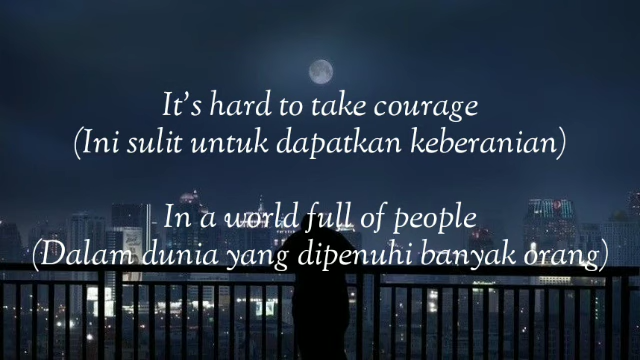 It's hard to take courage
(Ini sulit untuk dapatkan keberanian)
In a world full of people
(Dalam dunia yang dipenuhi banyak orang)